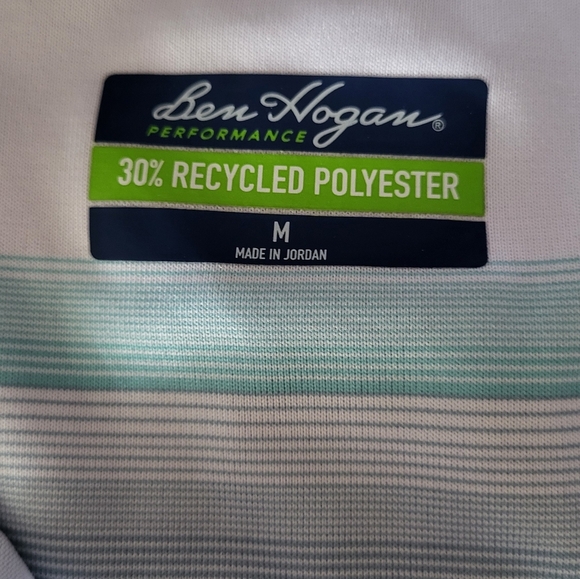 Ben Hogan®
PERFORMANCE
30% RECYCLED POLYESTER
M
MADE IN JORDAN